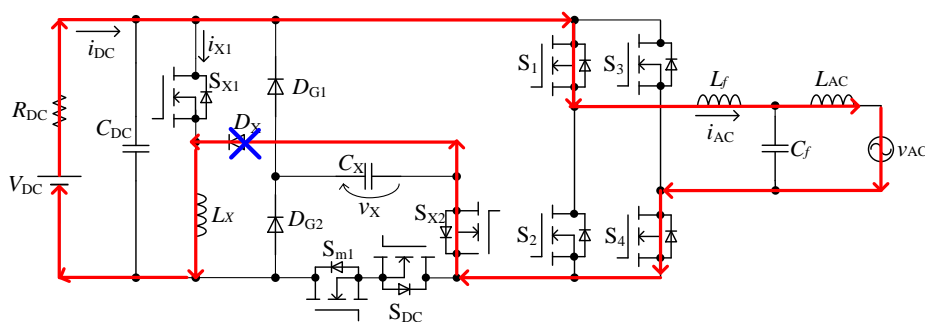 i_DC
i_X1
S_X1
D_G1
S_1
S_3
L_f
L_AC
R_DC
C_DC
D_X
i_AC
C_X
C_f
v_AC
V_DC
v_X
L_X
D_G2
S_X2
S_2
S_4
S_m1
S_DC